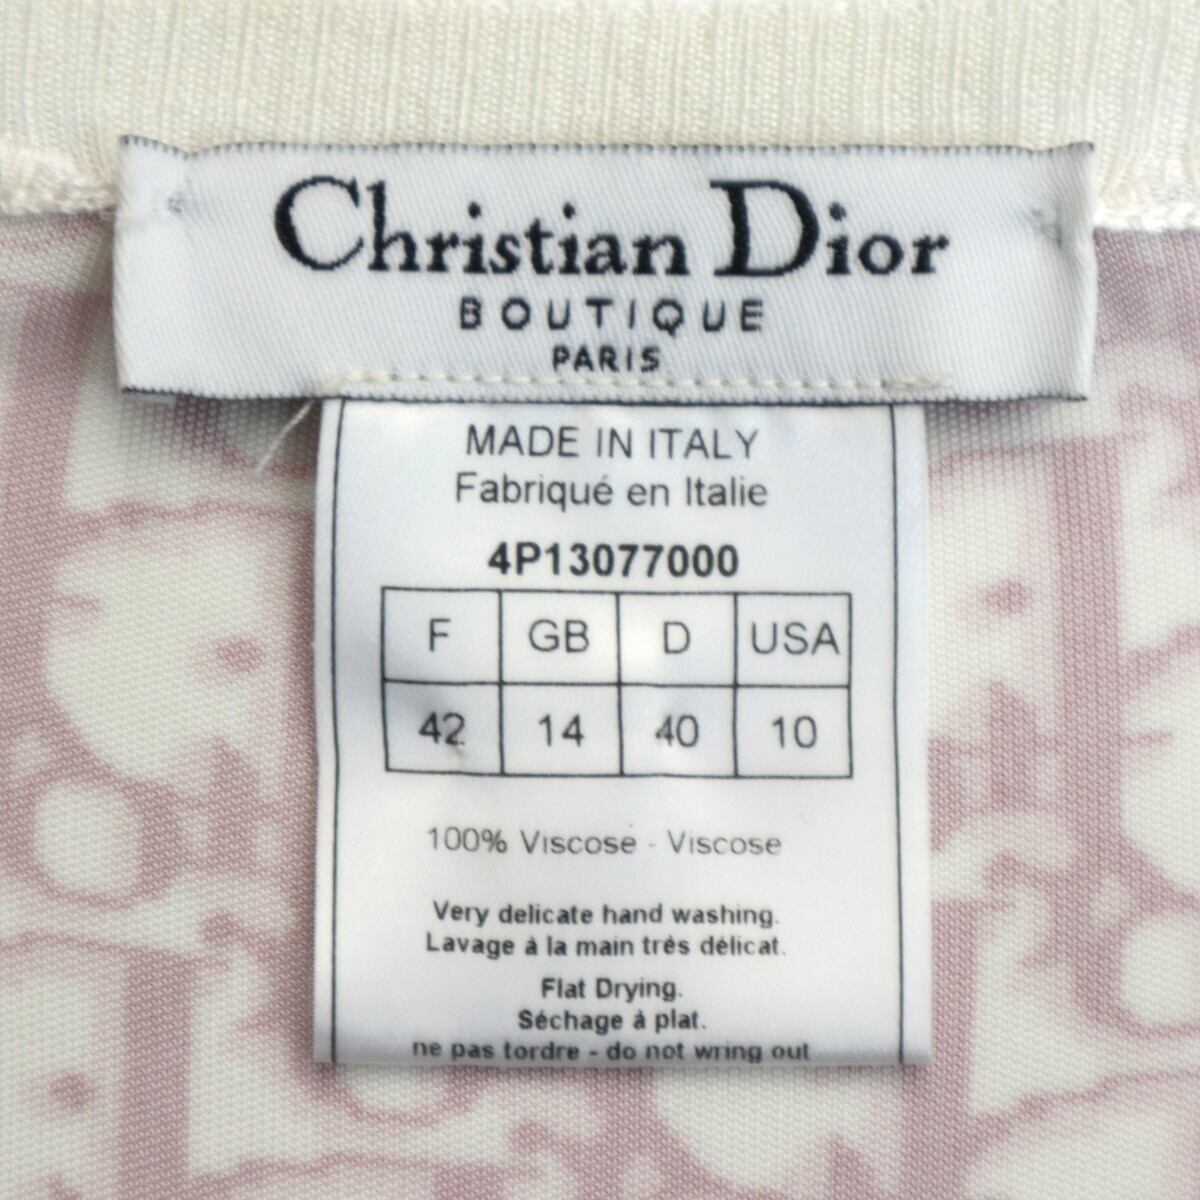 Christian Dior
BOUTIQUE
PARIS
MADE IN ITALY
Fabriqué en Italie
4P13077000
F GB D USA
42 14 40 10
100% Viscose - Viscose
Very delicate hand washing.
Lavage à la main très délicat.
Flat Drying.
Séchage à plat.
ne pas tordre - do not wring out